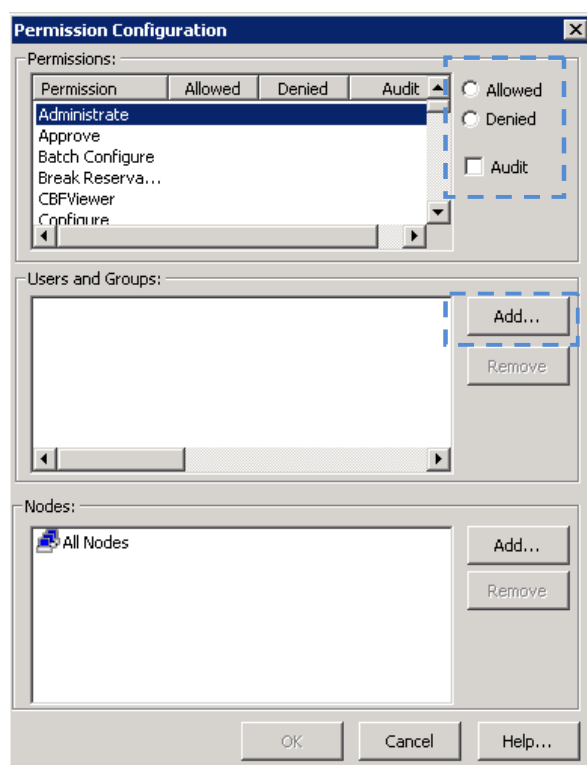 Permission Configuration
Permissions:
Permission Allowed Denied Audit
Administrate
Approve
Batch Configure
Break Reserva...
CBFViewer
Configure
Allowed
Denied
Audit
Users and Groups:
Add...
Remove
Nodes:
All Nodes
Add...
Remove
OK Cancel Help...